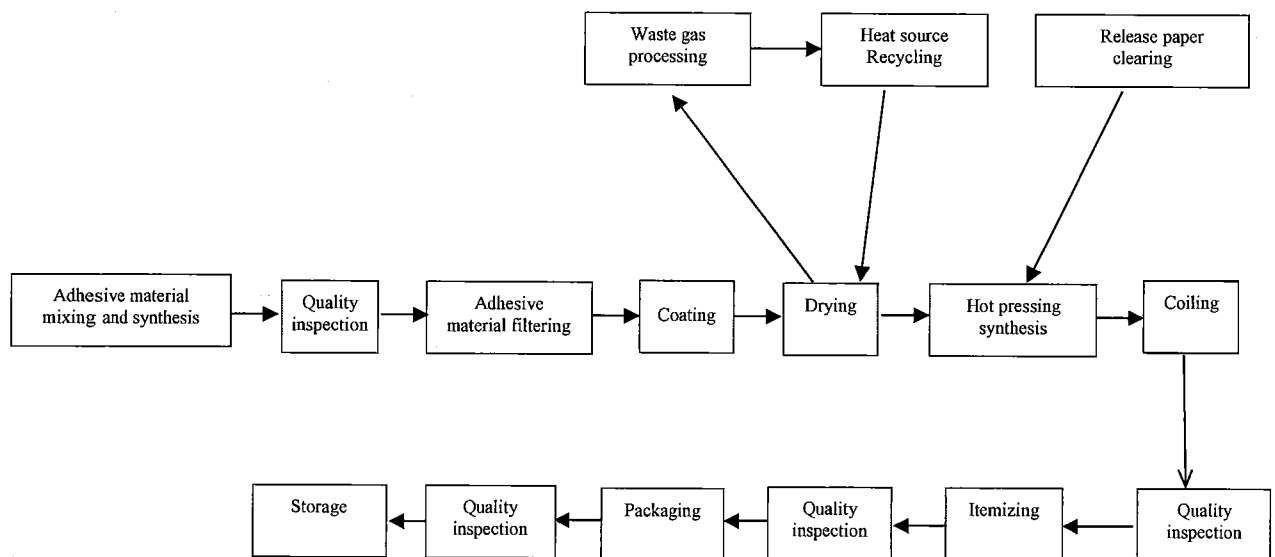 Waste gas
processing
Heat source
Recycling
Release paper
clearing
Adhesive material
mixing and synthesis
Quality
inspection
Adhesive
material filtering
Coating
Drying
Hot pressing
synthesis
Coiling
Storage
Quality
inspection
Packaging
Quality
inspection
Itemizing
Quality
inspection